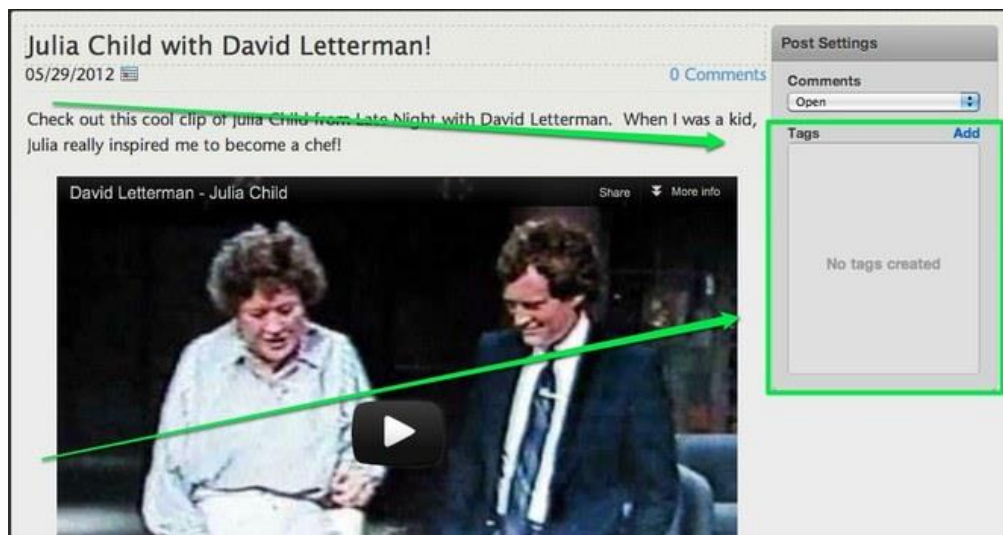 Julia Child with David Letterman!
05/29/2012
0 Comments
Check out this cool clip of Julia Child from Late Night with David Letterman. When I was a kid,
Julia really inspired me to become a chef!
David Letterman - Julia Child
Share
More info
Post Settings
Comments
Open
Tags
Add
No tags created